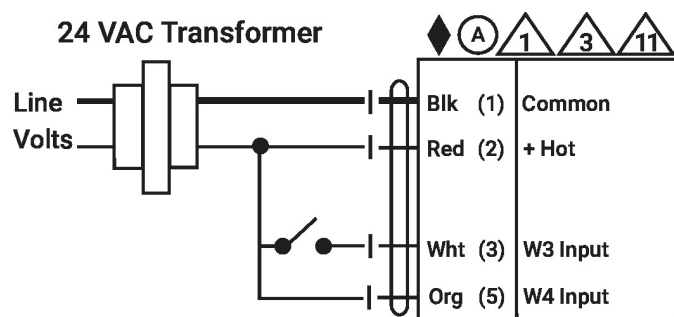 24 VAC Transformer
A 1 3 11
Line
Volts
Blk (1) Common
Red (2) + Hot
Wht (3) W3 Input
Org (5) W4 Input